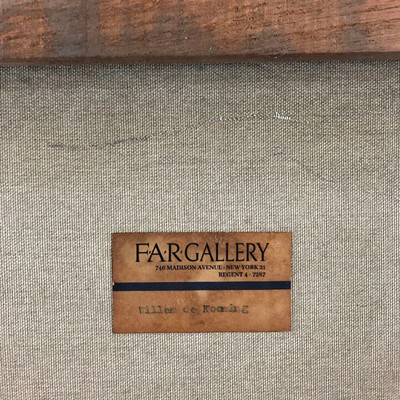 F·A·R·GALLERY
746 MADISON AVENUE · NEW YORK 21
REGENT 4 - 7287
Willem de Kooning